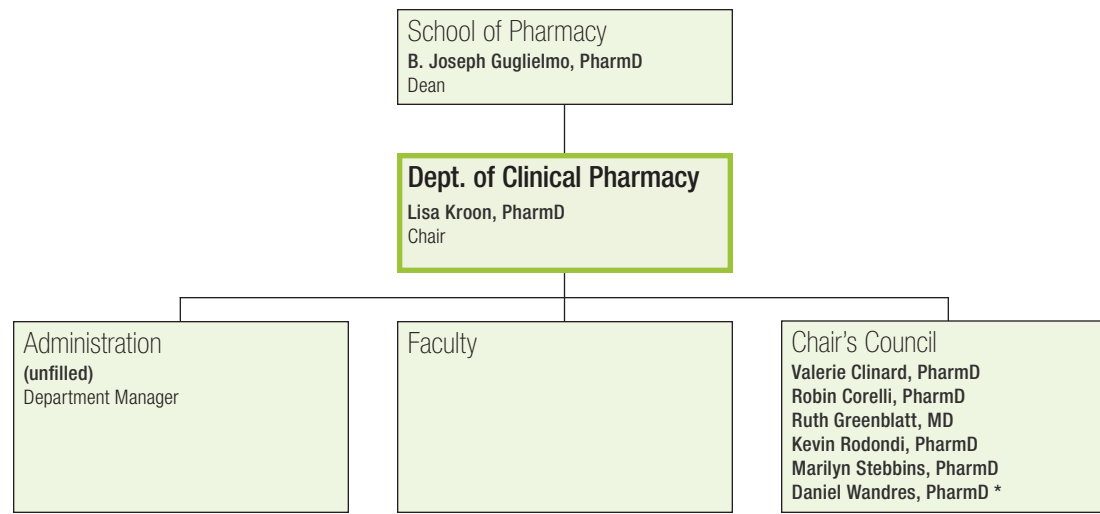 School of Pharmacy
B. Joseph Guglielmo, PharmD
Dean
Dept. of Clinical Pharmacy
Lisa Kroon, PharmD
Chair
Administration
(unfilled)
Department Manager
Faculty
Chair's Council
Valerie Clinard, PharmD
Robin Corelli, PharmD
Ruth Greenblatt, MD
Kevin Rodondi, PharmD
Marilyn Stebbins, PharmD
Daniel Wandres, PharmD *